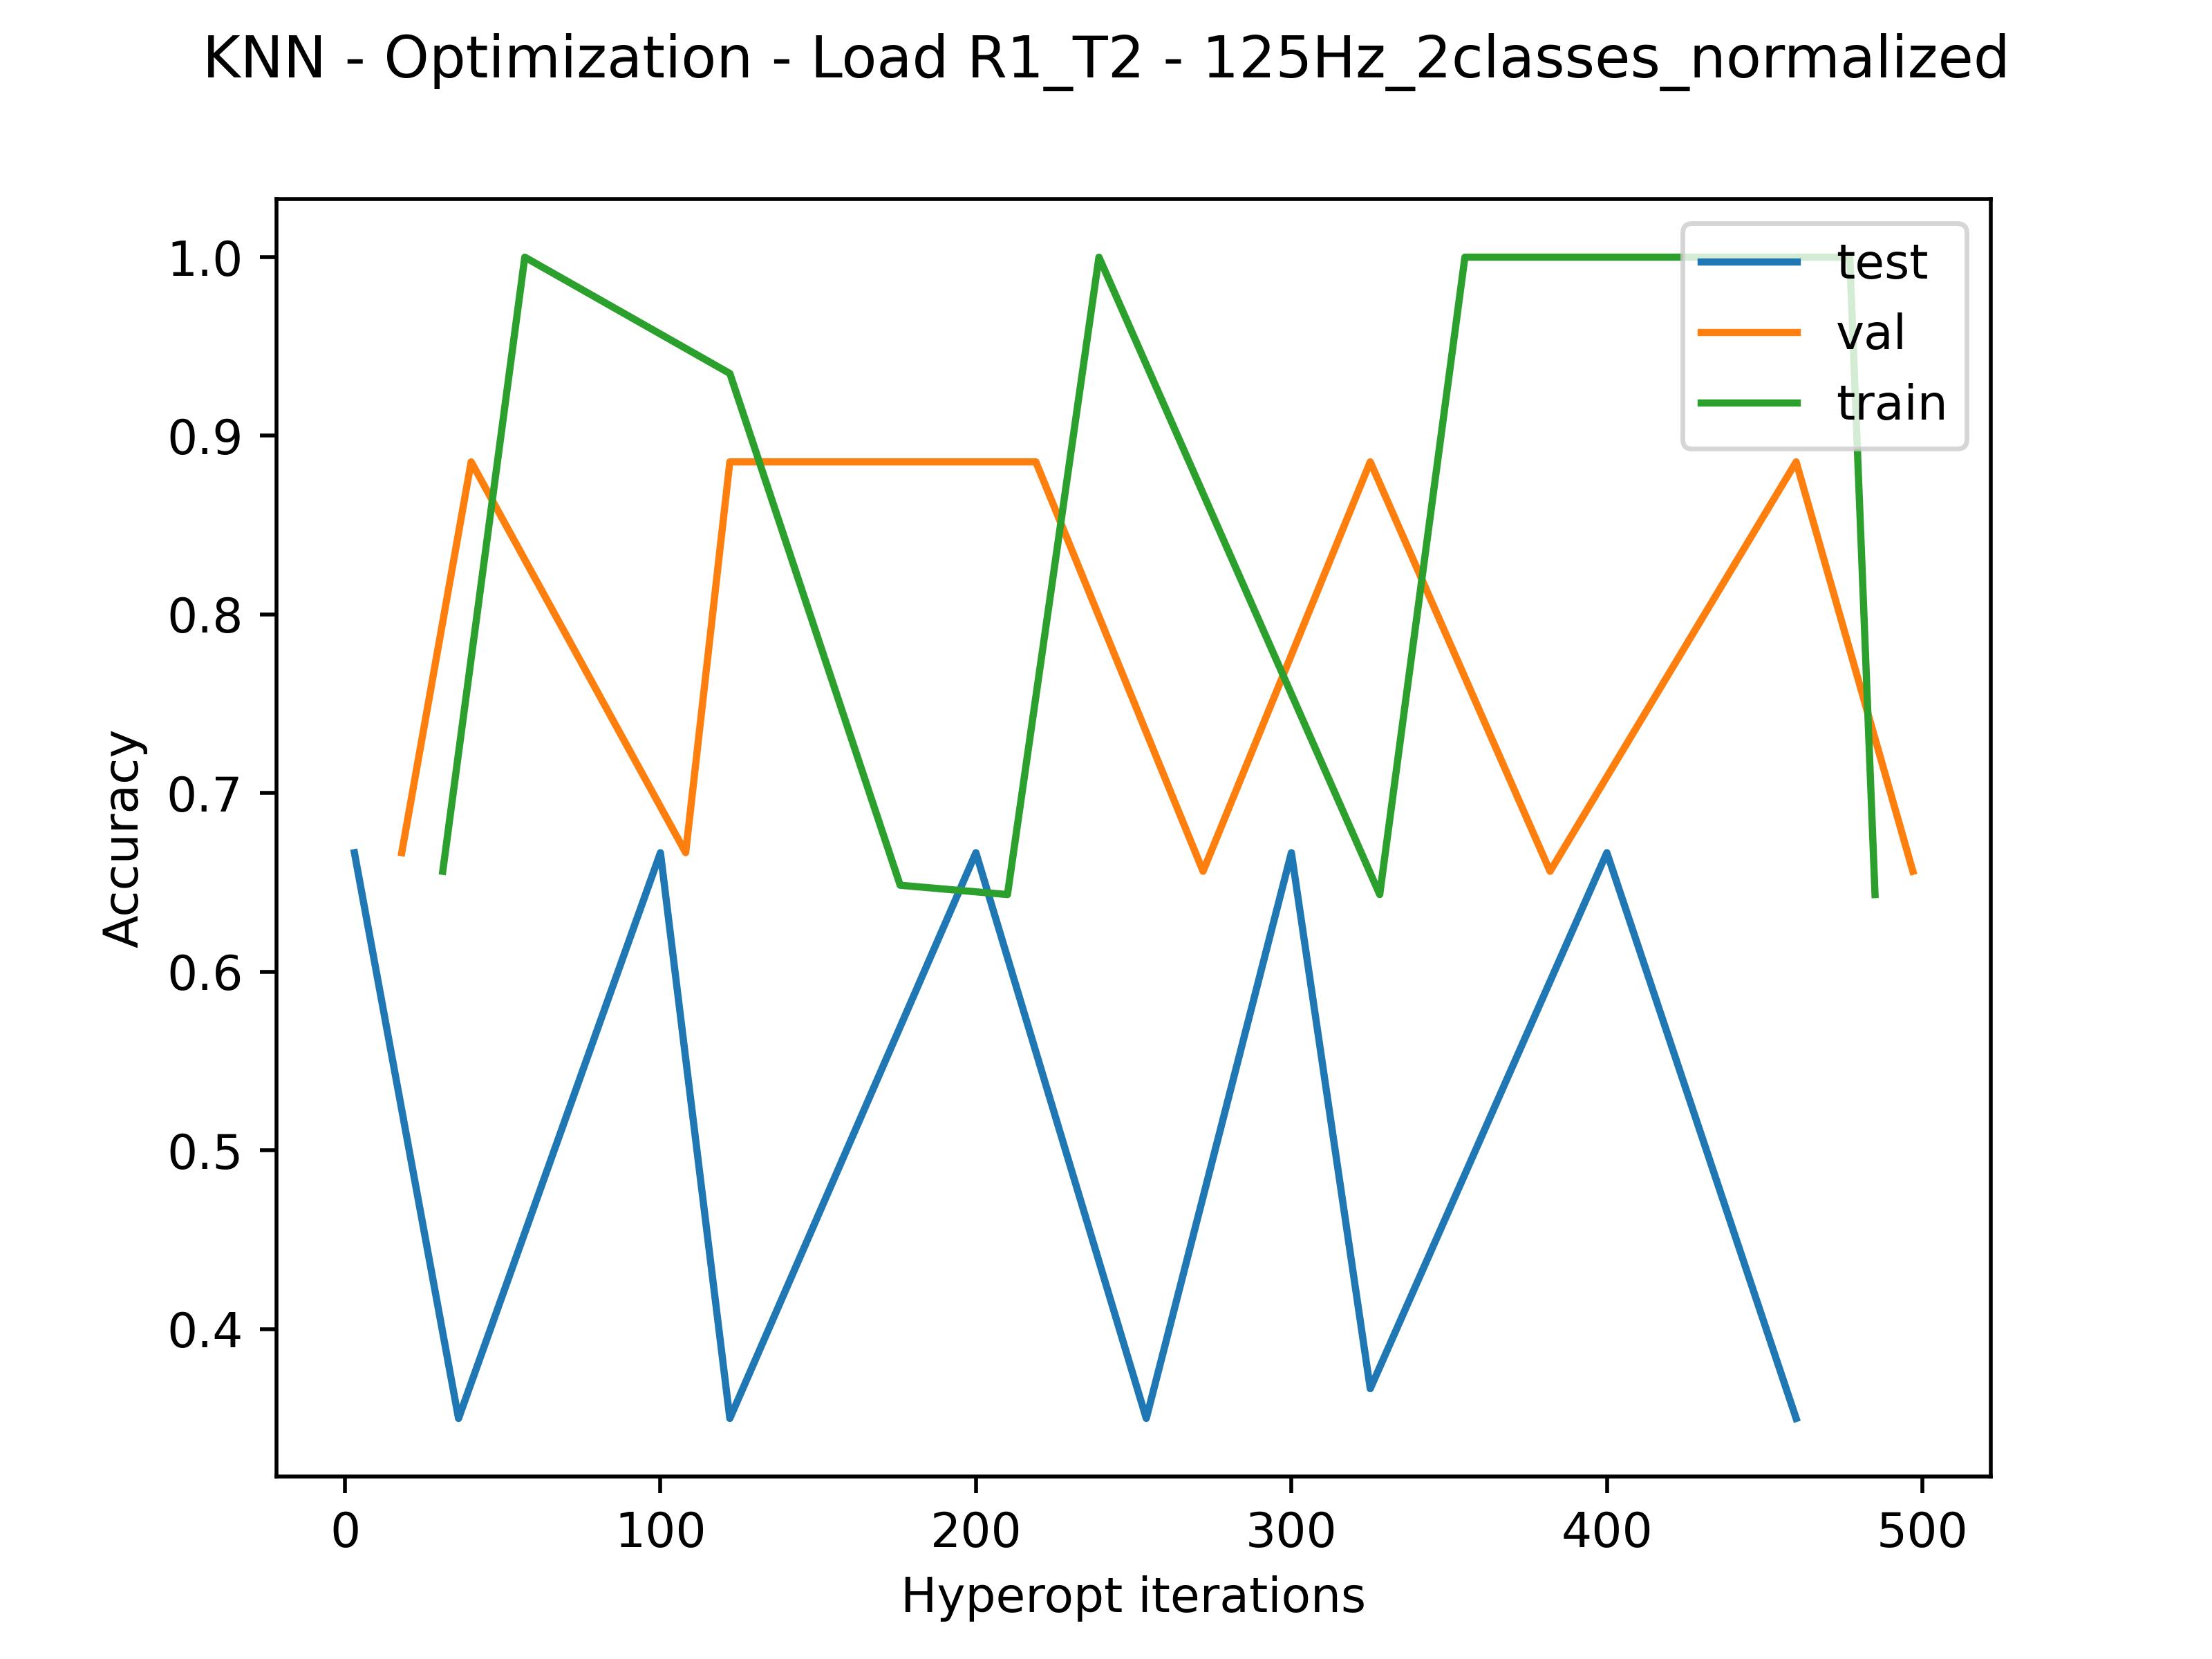 KNN - Optimization - Load R1_T2 - 125Hz_2classes_normalized
test
val
train
1.0
0.9
0.8
0.7
0.6
0.5
0.4
Accuracy
0 100 200 300 400 500
Hyperopt iterations